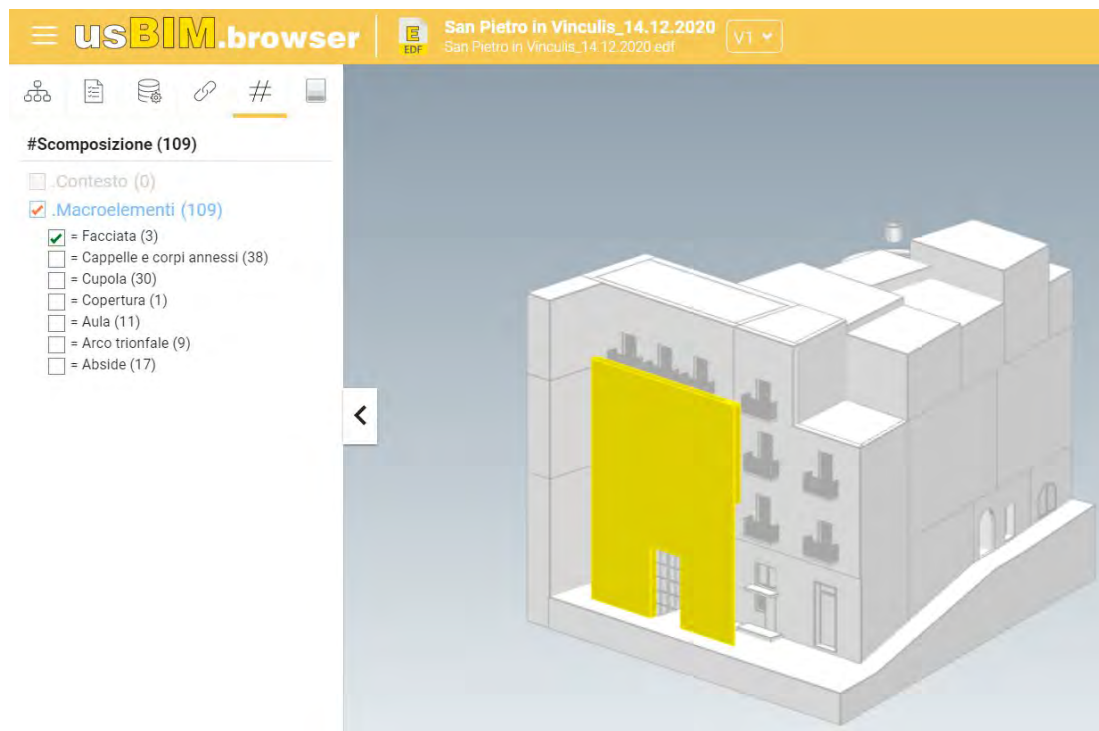 usBIM.browser
E
EDF
San Pietro in Vinculis_14.12.2020
San Pietro in Vinculis_14.12.2020.edf
V1
#
#Scomposizione (109)
.Contesto (0)
.Macroelementi (109)
= Facciata (3)
= Cappelle e corpi annessi (38)
= Cupola (30)
= Copertura (1)
= Aula (11)
= Arco trionfale (9)
= Abside (17)